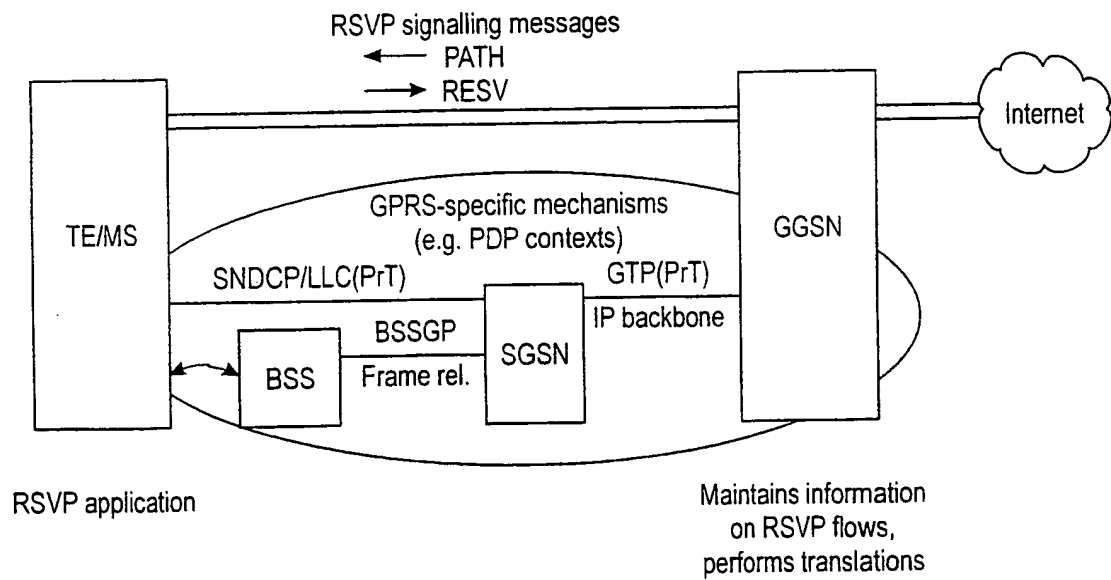 RSVP signalling messages
PATH
RESV
Internet
TE/MS
GGSN
GPRS-specific mechanisms
(e.g. PDP contexts)
SNDCP/LLC(PrT)
GTP(PrT)
IP backbone
BSSGP
SGSN
BSS
Frame rel.
RSVP application
Maintains information
on RSVP flows,
performs translations